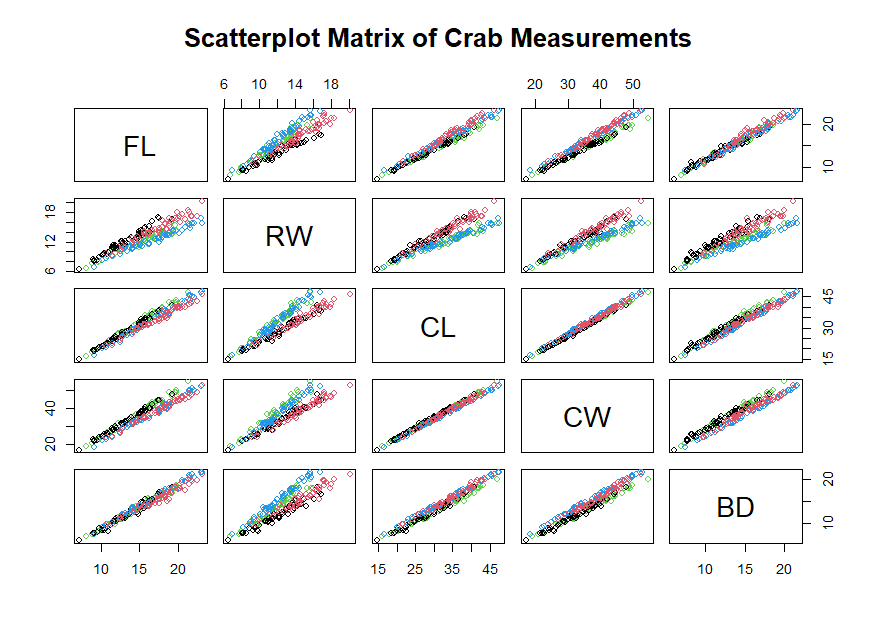 Scatterplot Matrix of Crab Measurements
6 10 14 18 20 30 40 50
FL
10 20
6 12 18
RW
CL
15 30 45
20 40
CW
BD
10 20
10 15 20 15 25 35 45 10 15 20